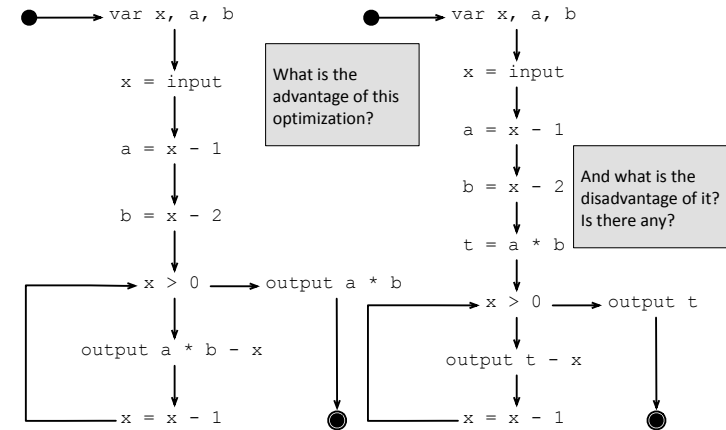 var x, a, b
x = input
a = x - 1
b = x - 2
x > 0
output a * b
output a * b - x
x = x - 1
What is the
advantage of this
optimization?
var x, a, b
x = input
a = x - 1
b = x - 2
t = a * b
x > 0
output t
output t - x
x = x - 1
And what is the
disadvantage of it?
Is there any?